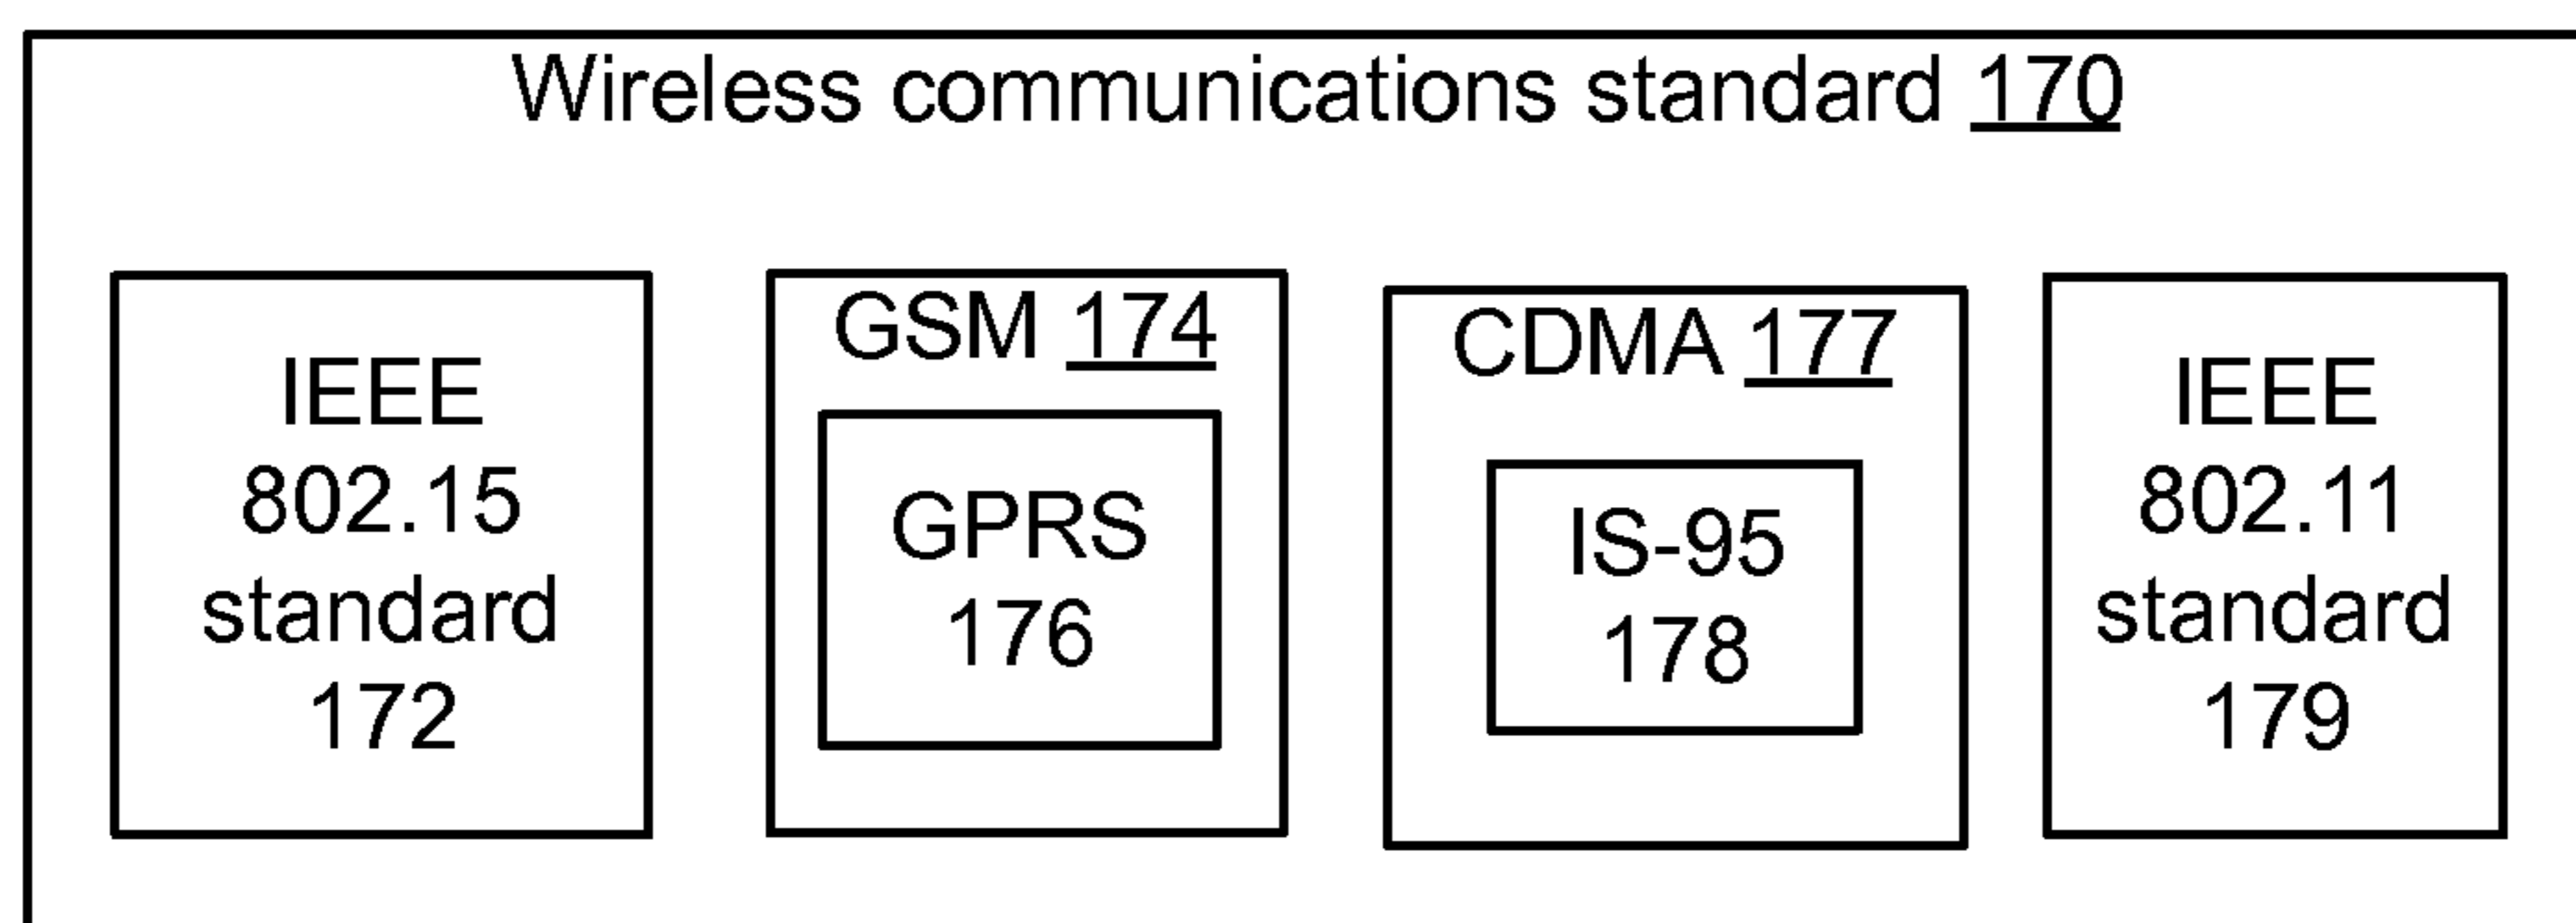 Wireless communications standard 170
IEEE
802.15
standard
172
GSM 174
GPRS
176
CDMA 177
IS-95
178
IEEE
802.11
standard
179